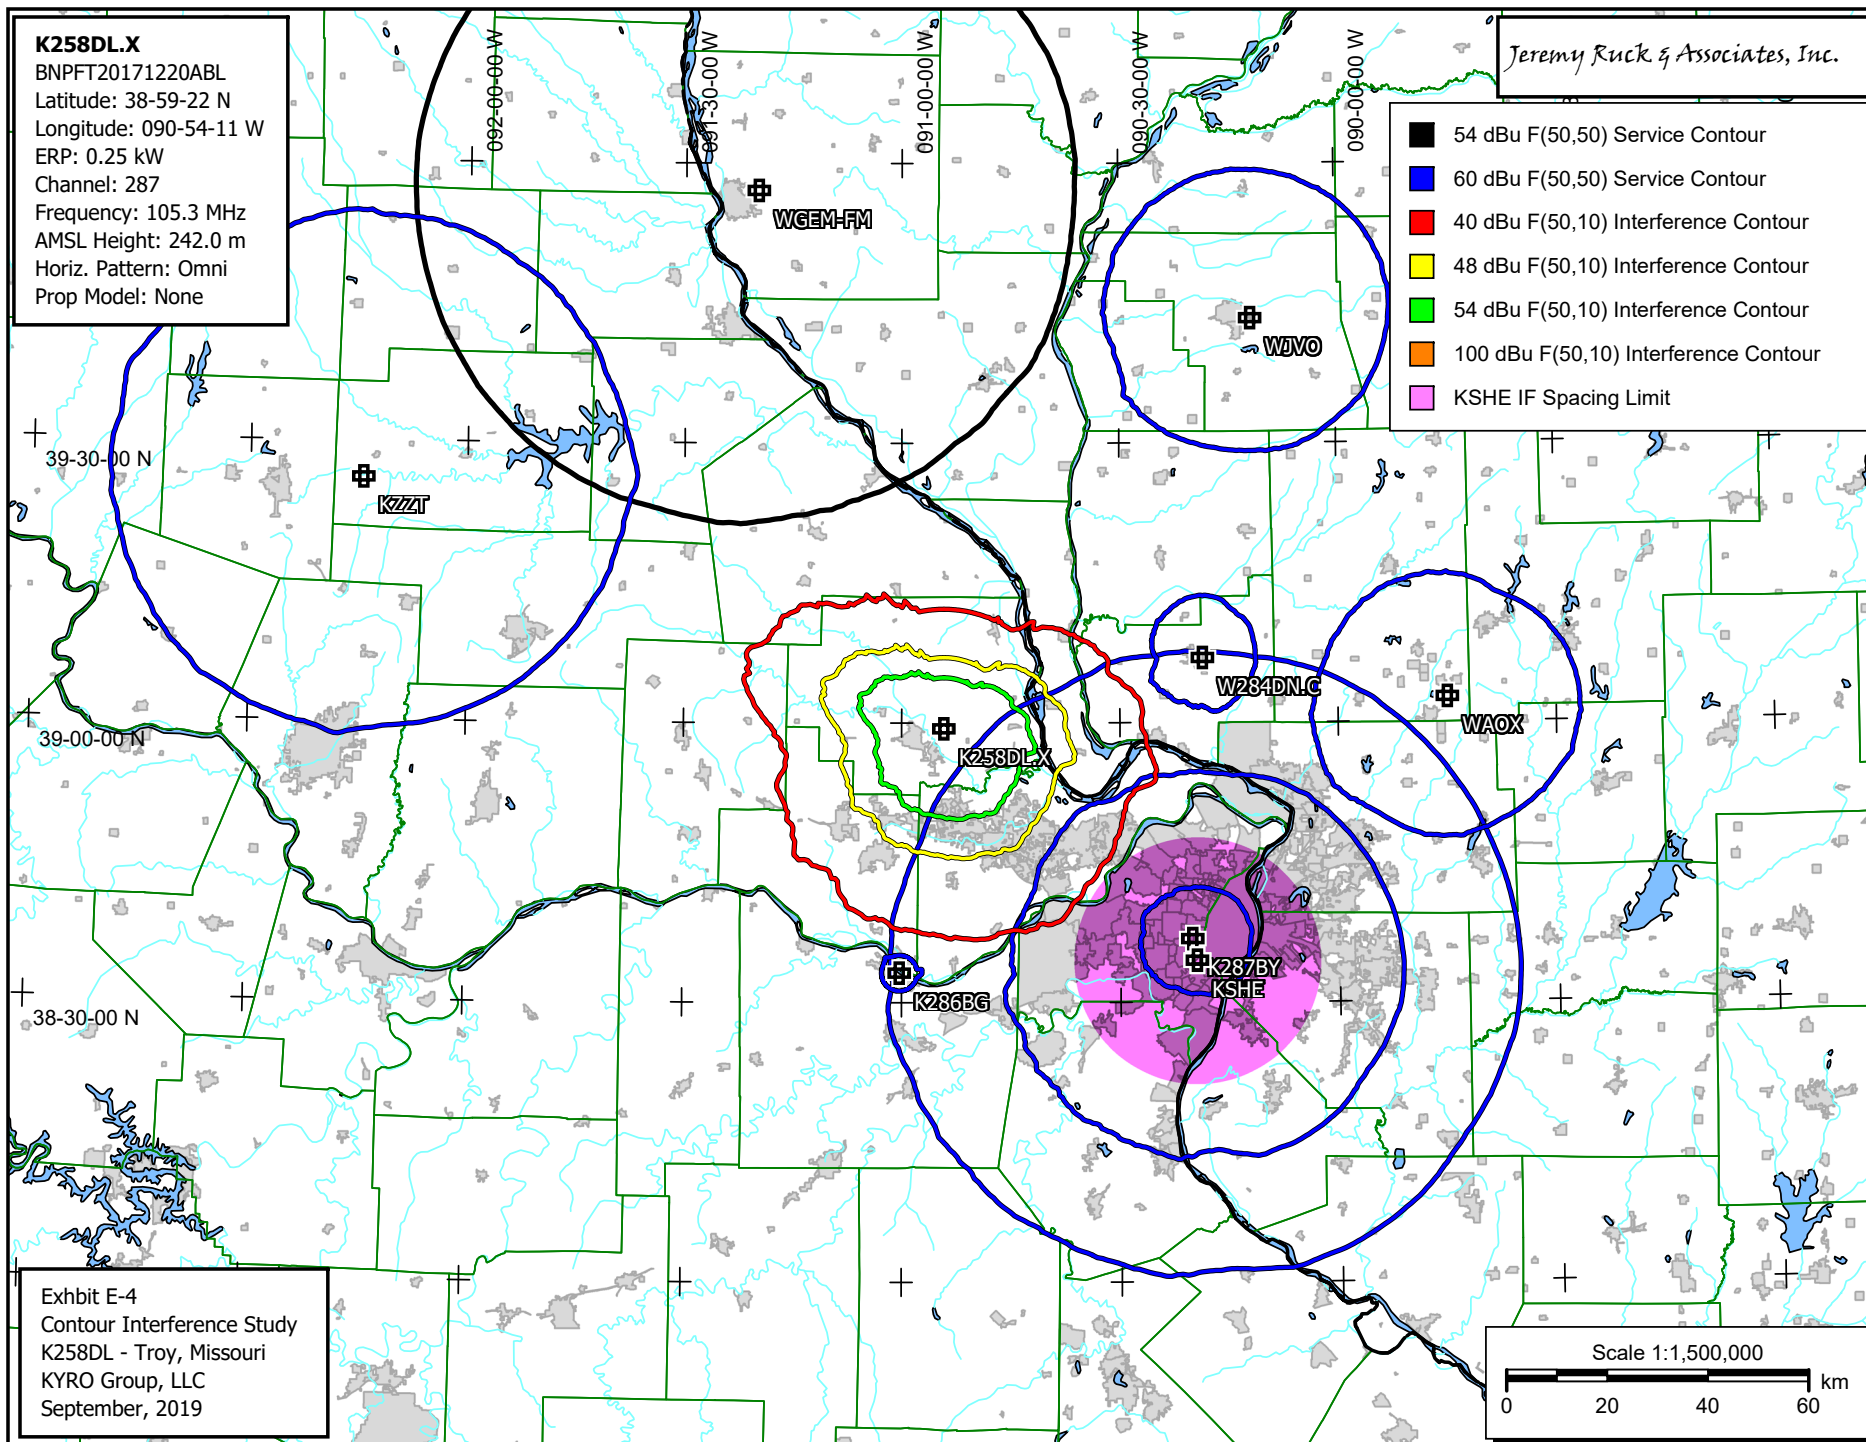 K258DL.X
BNPFT20171220ABL
Latitude: 38-59-22 N
Longitude: 090-54-11 W
ERP: 0.25 kW
Channel: 287
Frequency: 105.3 MHz
AMSL Height: 242.0 m
Horiz. Pattern: Omni
Prop Model: None
092-00-00 W
091-30-00 W
091-00-00 W
090-30-00 W
090-00-00 W
Jeremy Ruck & Associates, Inc.
54 dBu F(50,50) Service Contour
60 dBu F(50,50) Service Contour
40 dBu F(50,10) Interference Contour
48 dBu F(50,10) Interference Contour
54 dBu F(50,10) Interference Contour
100 dBu F(50,10) Interference Contour
KSHE IF Spacing Limit
WGEM-FM
WJVO
39-30-00 N
KZZT
W284DN.C
WAOX
39-00-00 N
K258DL.X
K287BY
KSHE
K286BG
38-30-00 N
Exhbit E-4
Contour Interference Study
K258DL - Troy, Missouri
KYRO Group, LLC
September, 2019
Scale 1:1,500,000
km
0 20 40 60